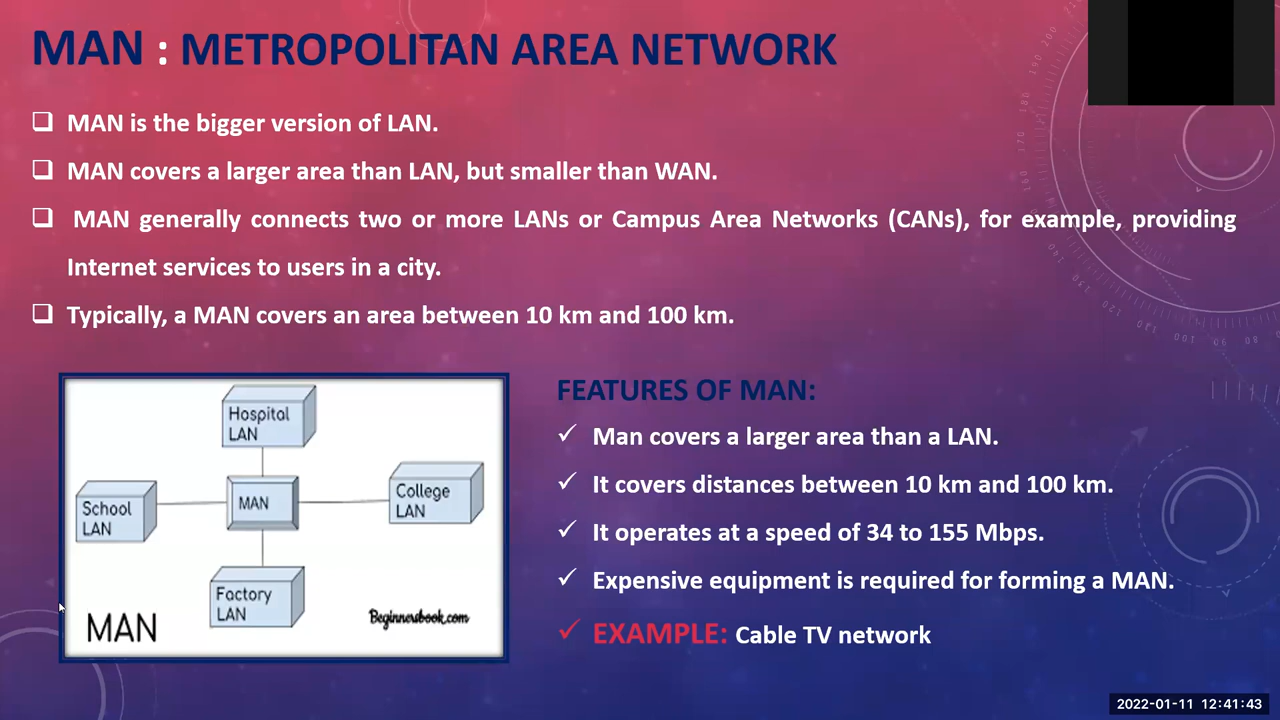 MAN : METROPOLITAN AREA NETWORK
MAN is the bigger version of LAN.
MAN covers a larger area than LAN, but smaller than WAN.
MAN generally connects two or more LANs or Campus Area Networks (CANs), for example, providing
Internet services to users in a city.
Typically, a MAN covers an area between 10 km and 100 km.
Hospital
LAN
School
LAN
MAN
College
LAN
Factory
LAN
MAN
Beginnersbook.com
FEATURES OF MAN:
Man covers a larger area than a LAN.
It covers distances between 10 km and 100 km.
It operates at a speed of 34 to 155 Mbps.
Expensive equipment is required for forming a MAN.
EXAMPLE: Cable TV network
2022-01-11 12:41:43